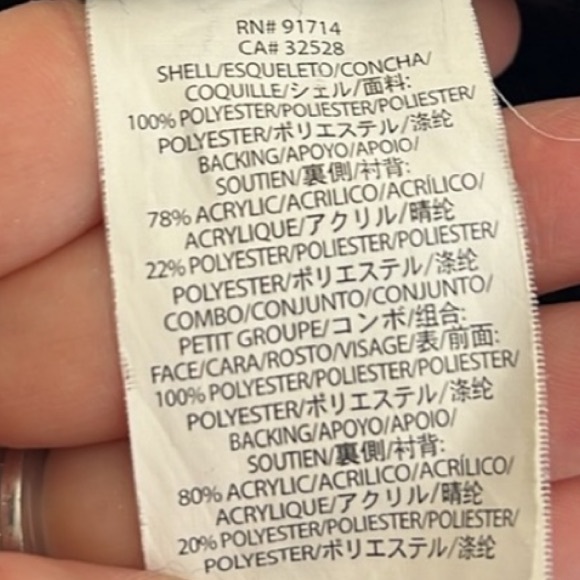 RN# 91714
CA# 32528
SHELL/ESQUELETO/CONCHA/
COQUILLE/シェル/面料:
100% POLYESTER/POLIESTER/POLIESTER/
POLYESTER/ポリエステル/涤纶
BACKING/APOYO/APOIO/
SOUTIEN/裏側/衬背:
78% ACRYLIC/ACRILICO/ACRÍLICO/
ACRYLIQUE/アクリル/晴纶
22% POLYESTER/POLIESTER/POLIESTER/
POLYESTER/ポリエステル/涤纶
COMBO/CONJUNTO/CONJUNTO/
PETIT GROUPE/コンボ/组合:
FACE/CARA/ROSTO/VISAGE/表/前面:
100% POLYESTER/POLIESTER/POLIESTER/
POLYESTER/ポリエステル/涤纶
BACKING/APOYO/APOIO/
SOUTIEN/裏側/衬背:
80% ACRYLIC/ACRILICO/ACRÍLICO/
ACRYLIQUE/アクリル/晴纶
20% POLYESTER/POLIESTER/POLIESTER/
POLYESTER/ポリエステル/涤纶